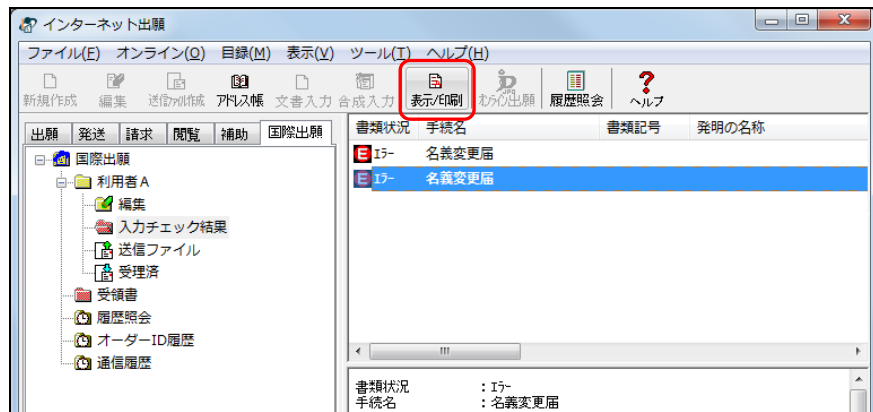 インターネット出願
ファイル(F) オンライン(O) 目録(M) 表示(V) ツール(T) ヘルプ(H)
新規作成 編集 送信ﾌｧｲﾙ作成 ｱﾄﾞﾚｽ帳 文書入力 合成入力 表示/印刷 ｵﾝﾗｲﾝ出願 履歴照会 ヘルプ
出願 発送 請求 閲覧 補助 国際出願
書類状況 手続名 書類記号 発明の名称
国際出願
E ｴﾗｰ 名義変更届
利用者A
E ｴﾗｰ 名義変更届
編集
入力チェック結果
送信ファイル
受理済
受領書
履歴照会
オーダーID履歴
通信履歴
書類状況 :ｴﾗｰ
手続名 :名義変更届